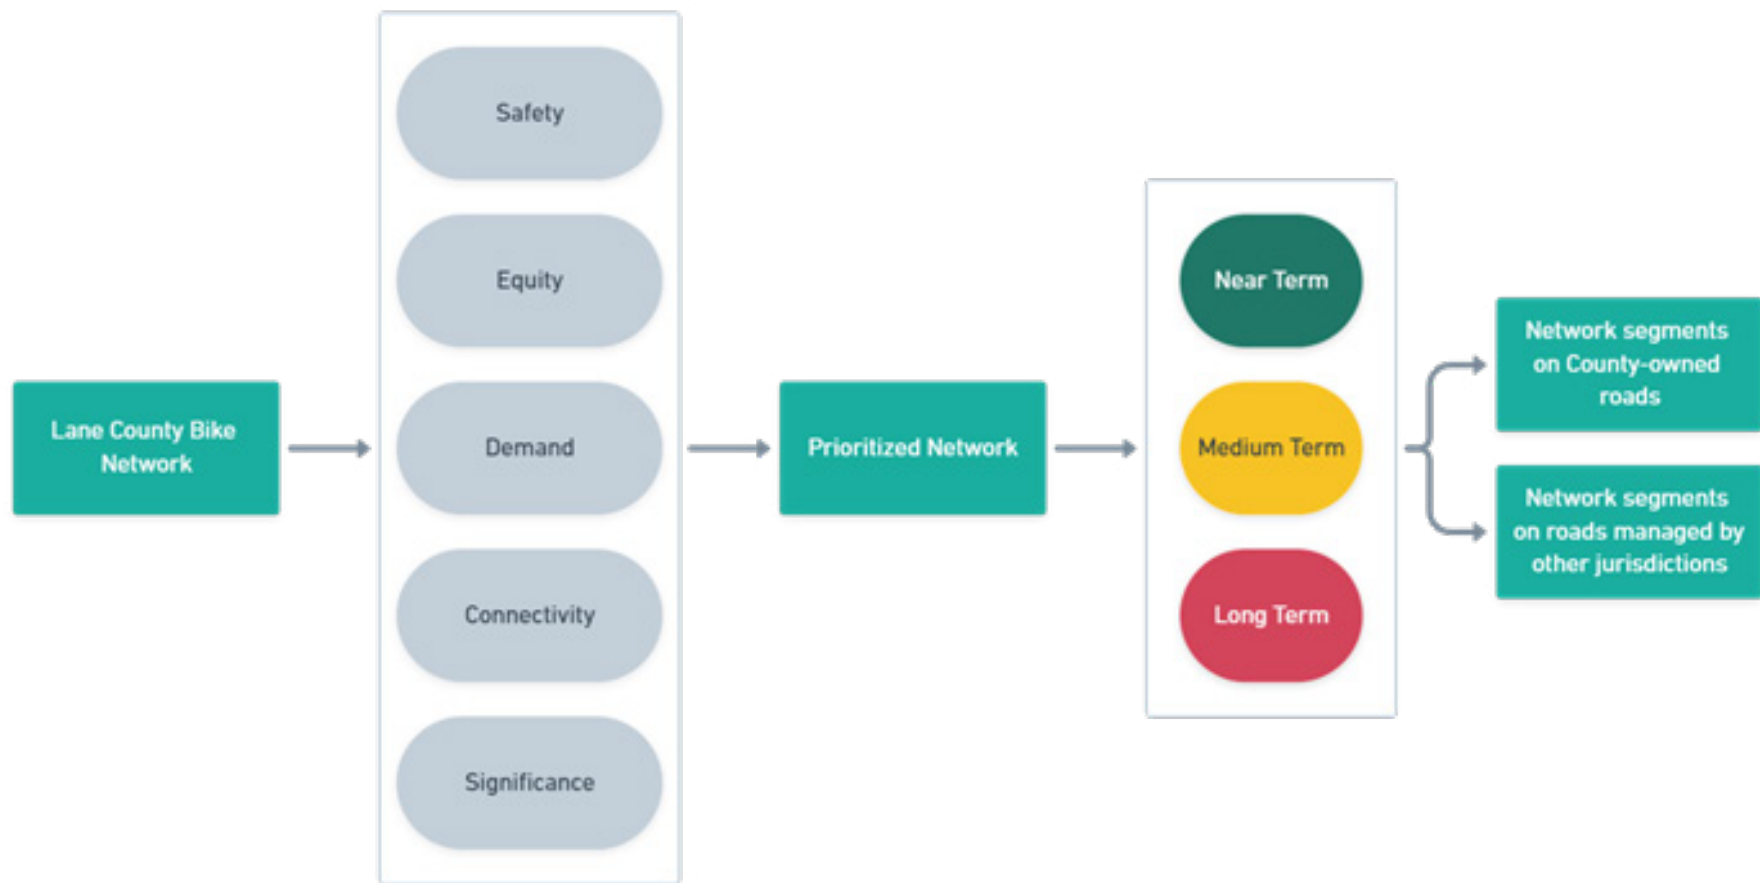 Lane County Bike
Network
Safety
Equity
Demand
Connectivity
Significance
Prioritized Network
Near Term
Medium Term
Long Term
Network segments
on County-owned
roads
Network segments
on roads managed by
other jurisdictions